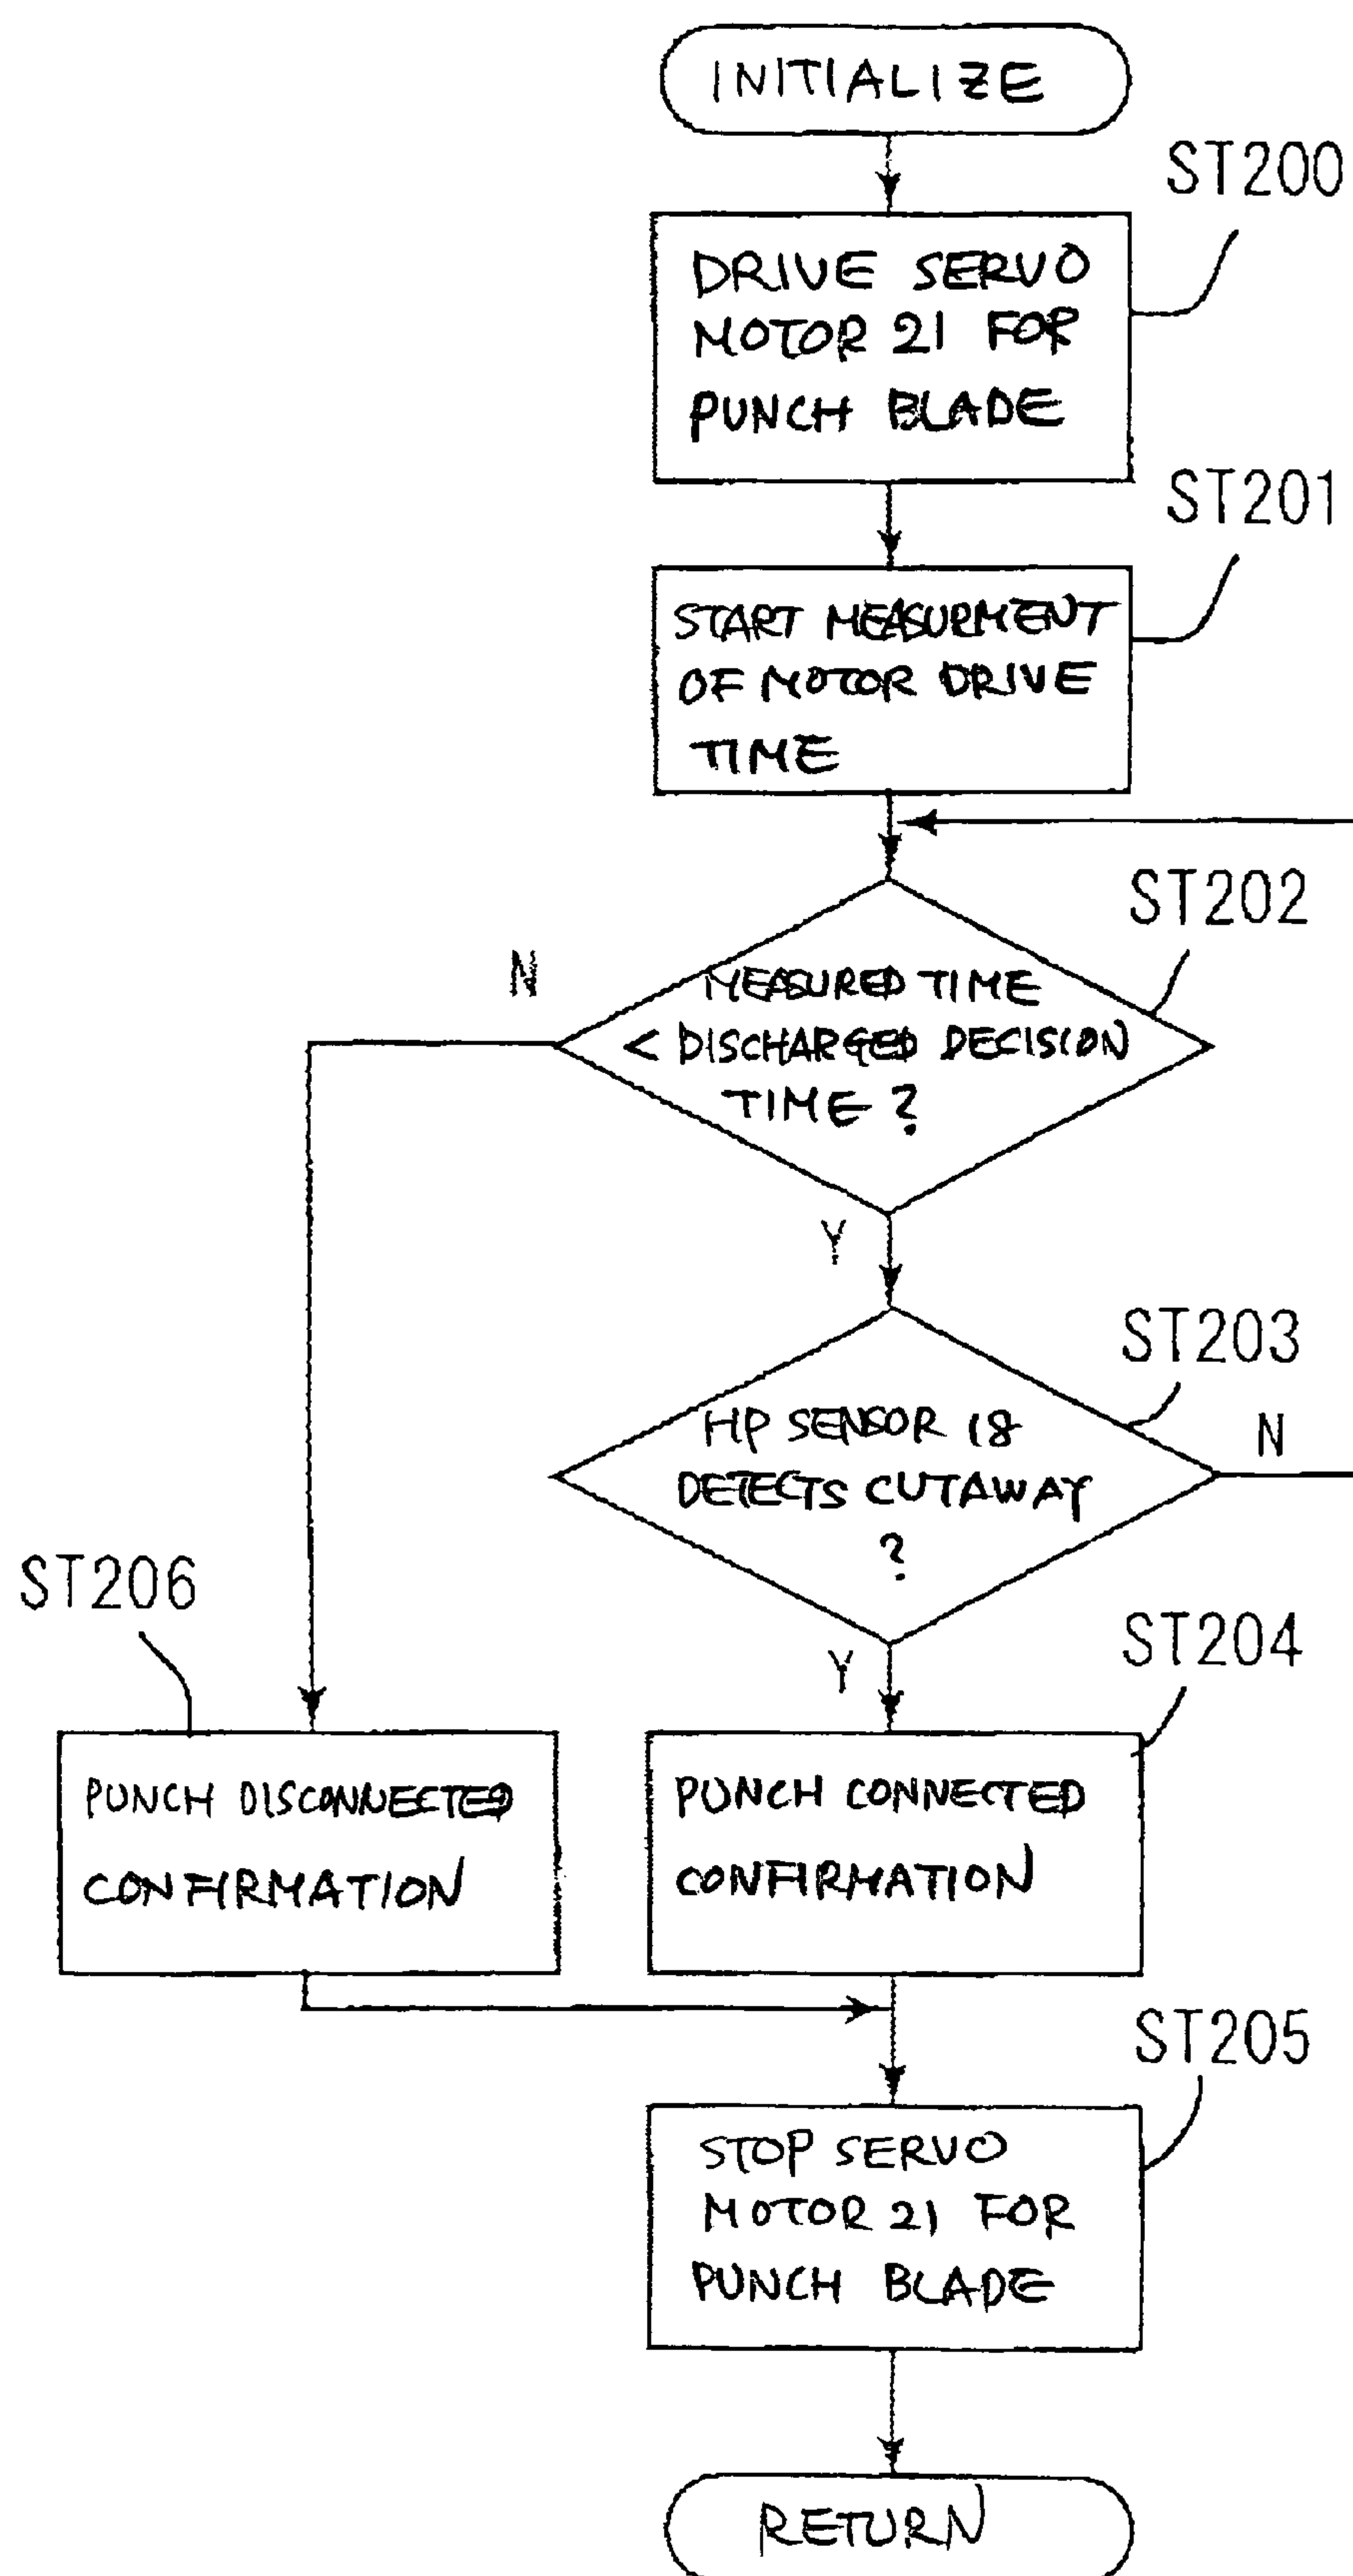 INITIALIZE
ST200
DRIVE SERVO
MOTOR 21 FOR
PUNCH BLADE
ST201
START MEASURMENT
OF MOTOR DRIVE
TIME
ST202
N
MEASURED TIME
< DISCHARGED DECISION
TIME ?
Y
ST203
HP SENSOR 18
DETECTS CUTAWAY
?
N
ST206
Y
ST204
PUNCH DISCONNECTED
CONFIRMATION
PUNCH CONNECTED
CONFIRMATION
ST205
STOP SERVO
MOTOR 21 FOR
PUNCH BLADE
RETURN